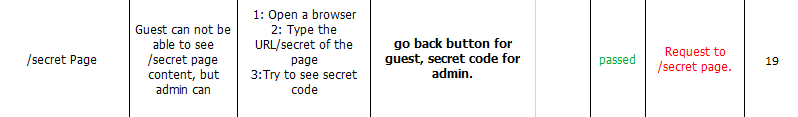 /secret Page
Guest can not be
able to see
/secret page
content, but
admin can
1: Open a browser
2: Type the
URL/secret of the
page
3:Try to see secret
code
go back button for
guest, secret code for
admin.
passed
Request to
/secret page.
19